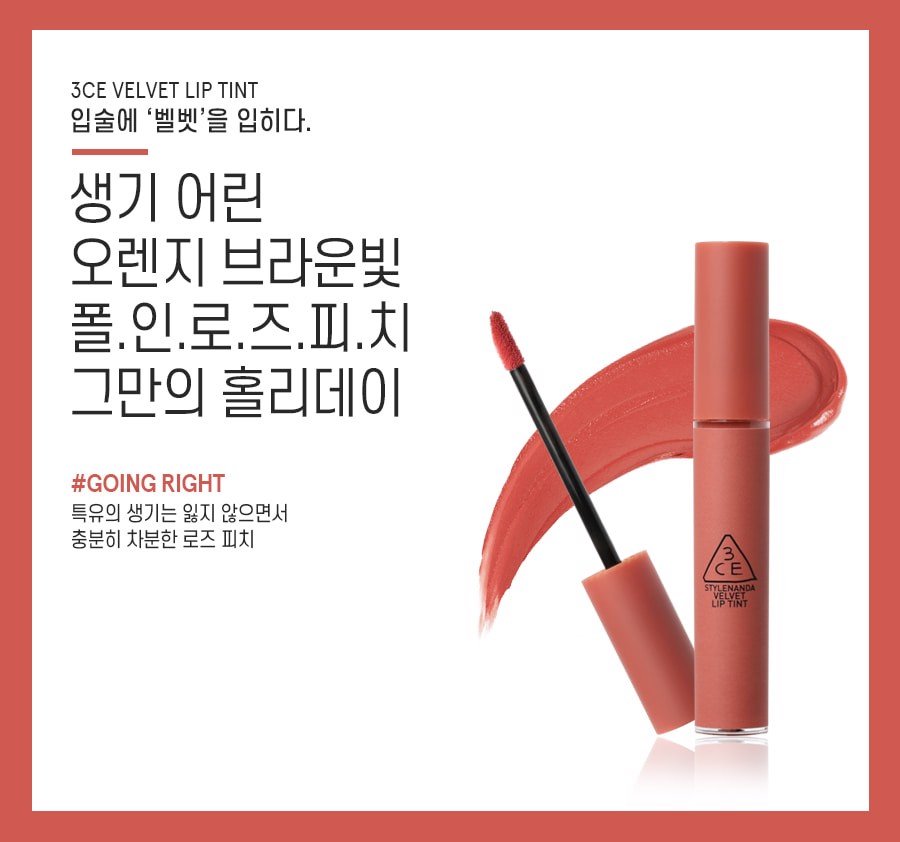 3CE VELVET LIP TINT
입술에 ‘벨벳’을 입히다.
생기 어린
오렌지 브라운빛
폴.인.로.즈.피.치
그만의 홀리데이
#GOING RIGHT
특유의 생기는 잃지 않으면서
충분히 차분한 로즈 피치
3
CE
STYLENANDA
VELVET
LIP TINT